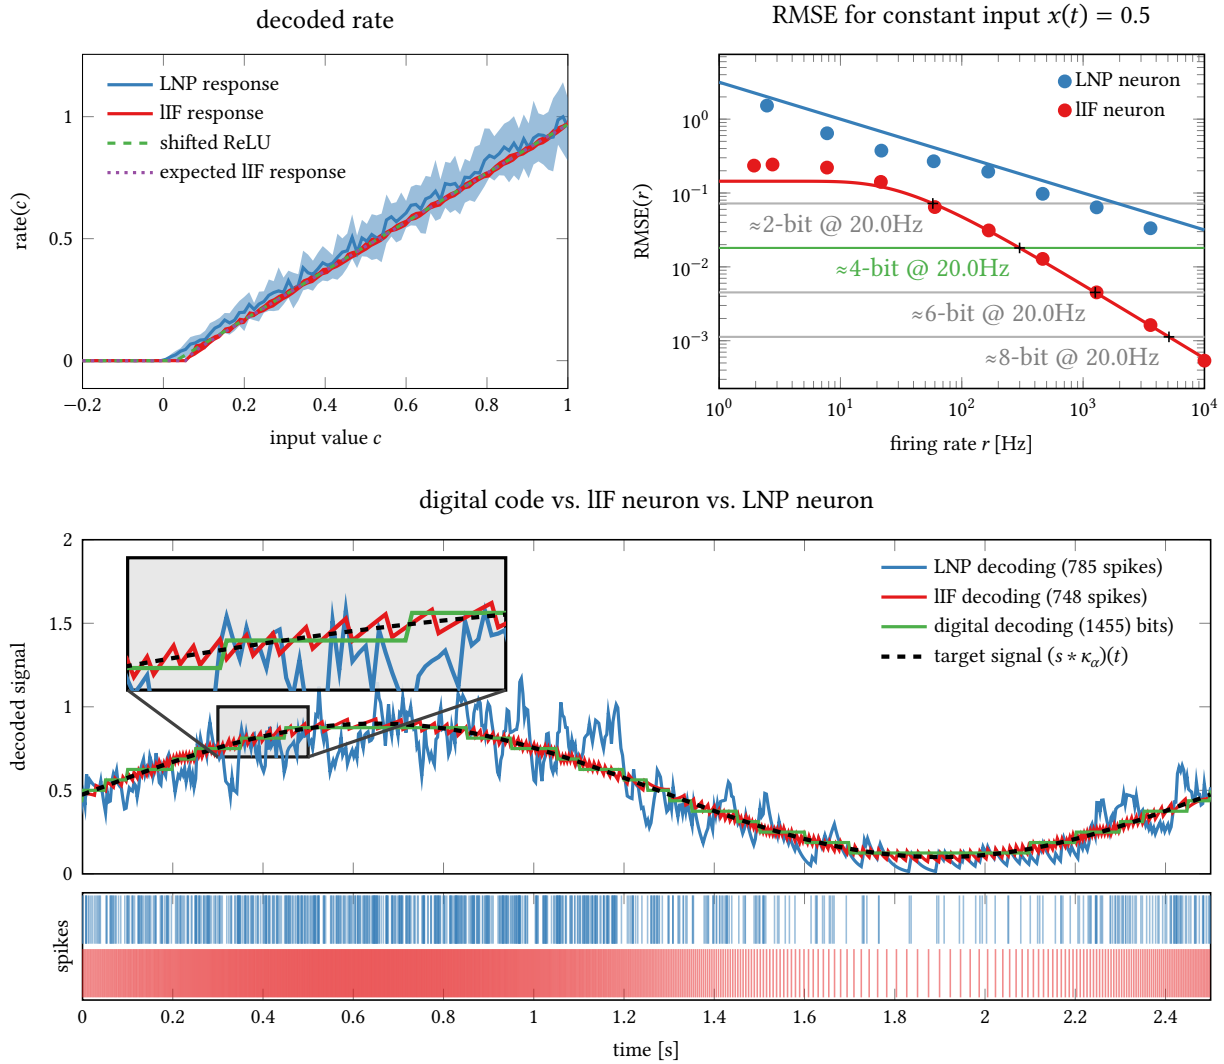 decoded rate
LNP response
lIF response
shifted ReLU
expected lIF response
1
0.5
0
rate(c)
−0.2
0
0.2
0.4
0.6
0.8
1
input value c
RMSE for constant input x(t) = 0.5
LNP neuron
lIF neuron
10^0
10^−1
10^−2
10^−3
RMSE(r)
≈2-bit @ 20.0Hz
≈4-bit @ 20.0Hz
≈6-bit @ 20.0Hz
≈8-bit @ 20.0Hz
10^0
10^1
10^2
10^3
10^4
firing rate r [Hz]
digital code vs. lIF neuron vs. LNP neuron
LNP decoding (785 spikes)
lIF decoding (748 spikes)
digital decoding (1455) bits
target signal (s ∗ κ_α)(t)
2
1.5
1
0.5
0
decoded signal
spikes
0
0.2
0.4
0.6
0.8
1
1.2
1.4
1.6
1.8
2
2.2
2.4
time [s]